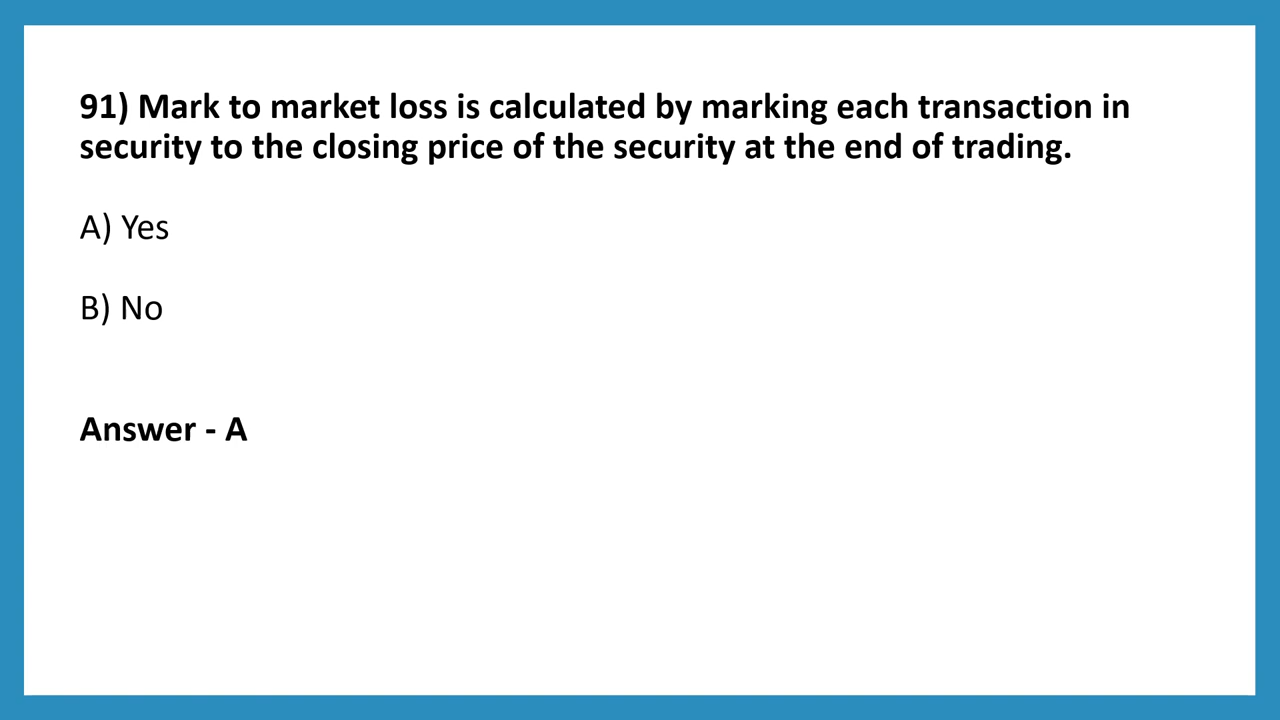 91) Mark to market loss is calculated by marking each transaction in
security to the closing price of the security at the end of trading.
A) Yes
B) No
Answer - A